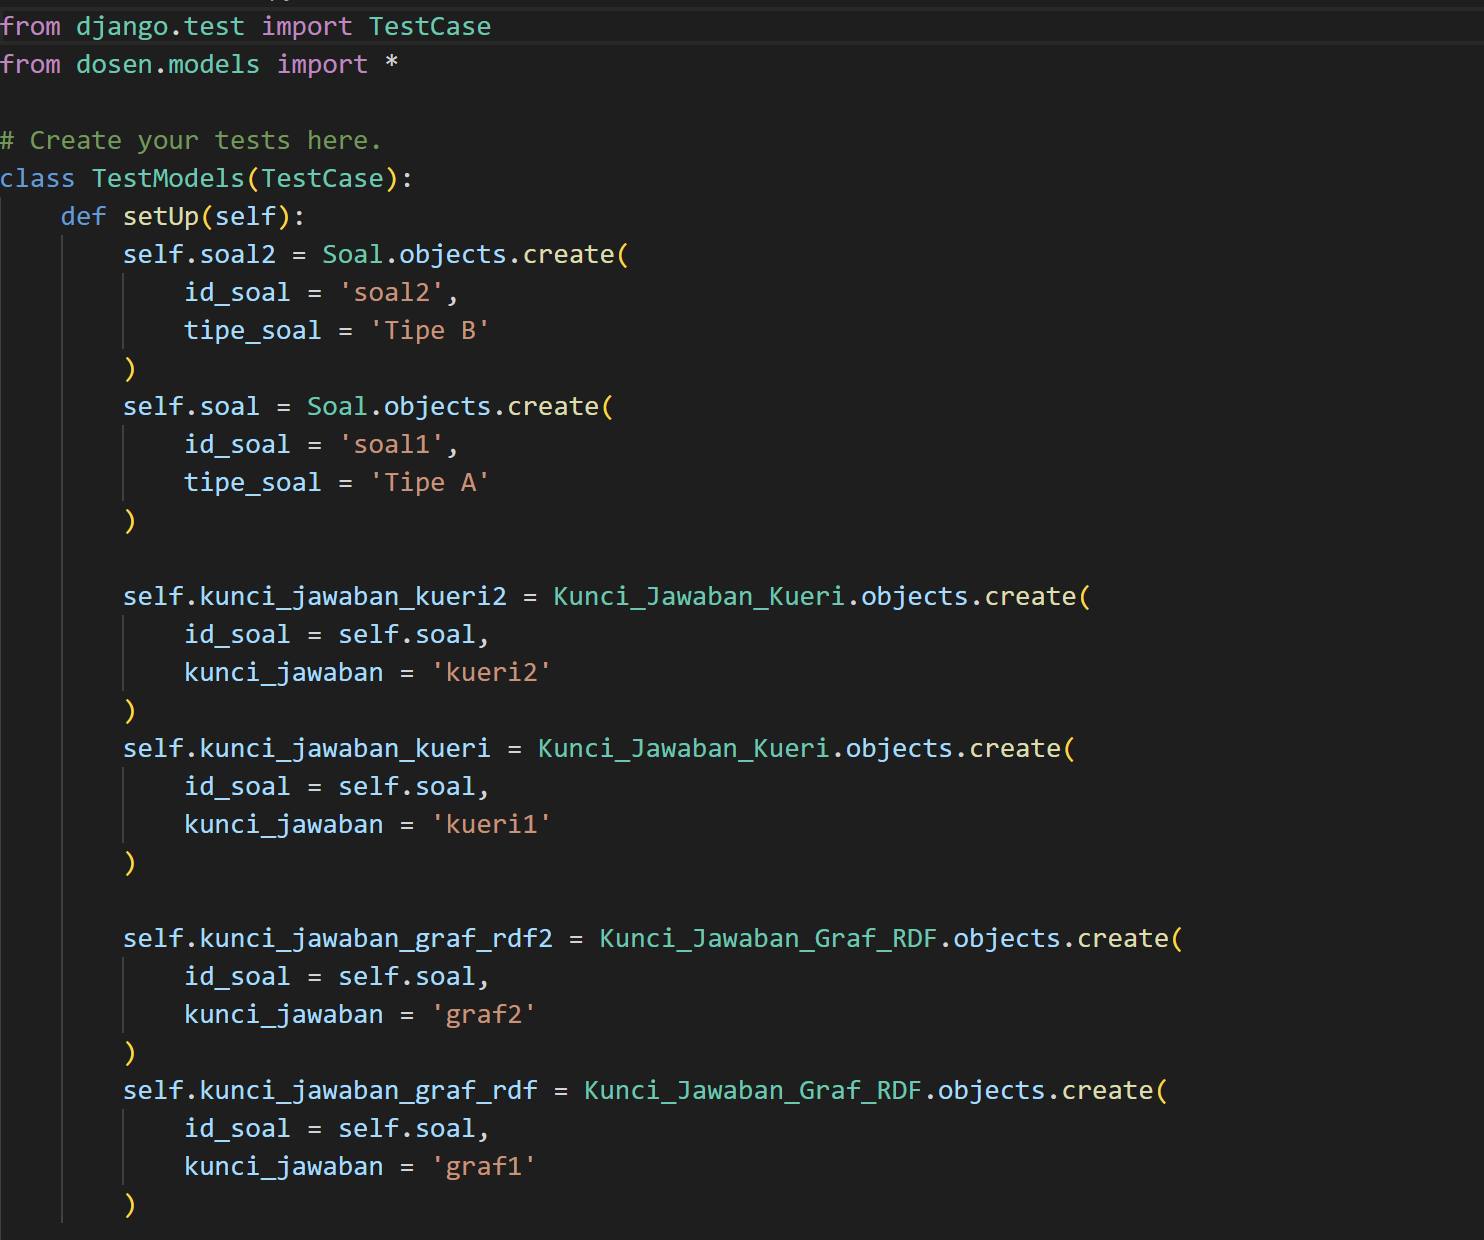 from django.test import TestCase
from dosen.models import *

# Create your tests here.
class TestModels(TestCase):
    def setUp(self):
        self.soal2 = Soal.objects.create(
            id_soal = 'soal2',
            tipe_soal = 'Tipe B'
        )
        self.soal = Soal.objects.create(
            id_soal = 'soal1',
            tipe_soal = 'Tipe A'
        )

        self.kunci_jawaban_kueri2 = Kunci_Jawaban_Kueri.objects.create(
            id_soal = self.soal,
            kunci_jawaban = 'kueri2'
        )
        self.kunci_jawaban_kueri = Kunci_Jawaban_Kueri.objects.create(
            id_soal = self.soal,
            kunci_jawaban = 'kueri1'
        )

        self.kunci_jawaban_graf_rdf2 = Kunci_Jawaban_Graf_RDF.objects.create(
            id_soal = self.soal,
            kunci_jawaban = 'graf2'
        )
        self.kunci_jawaban_graf_rdf = Kunci_Jawaban_Graf_RDF.objects.create(
            id_soal = self.soal,
            kunci_jawaban = 'graf1'
        )